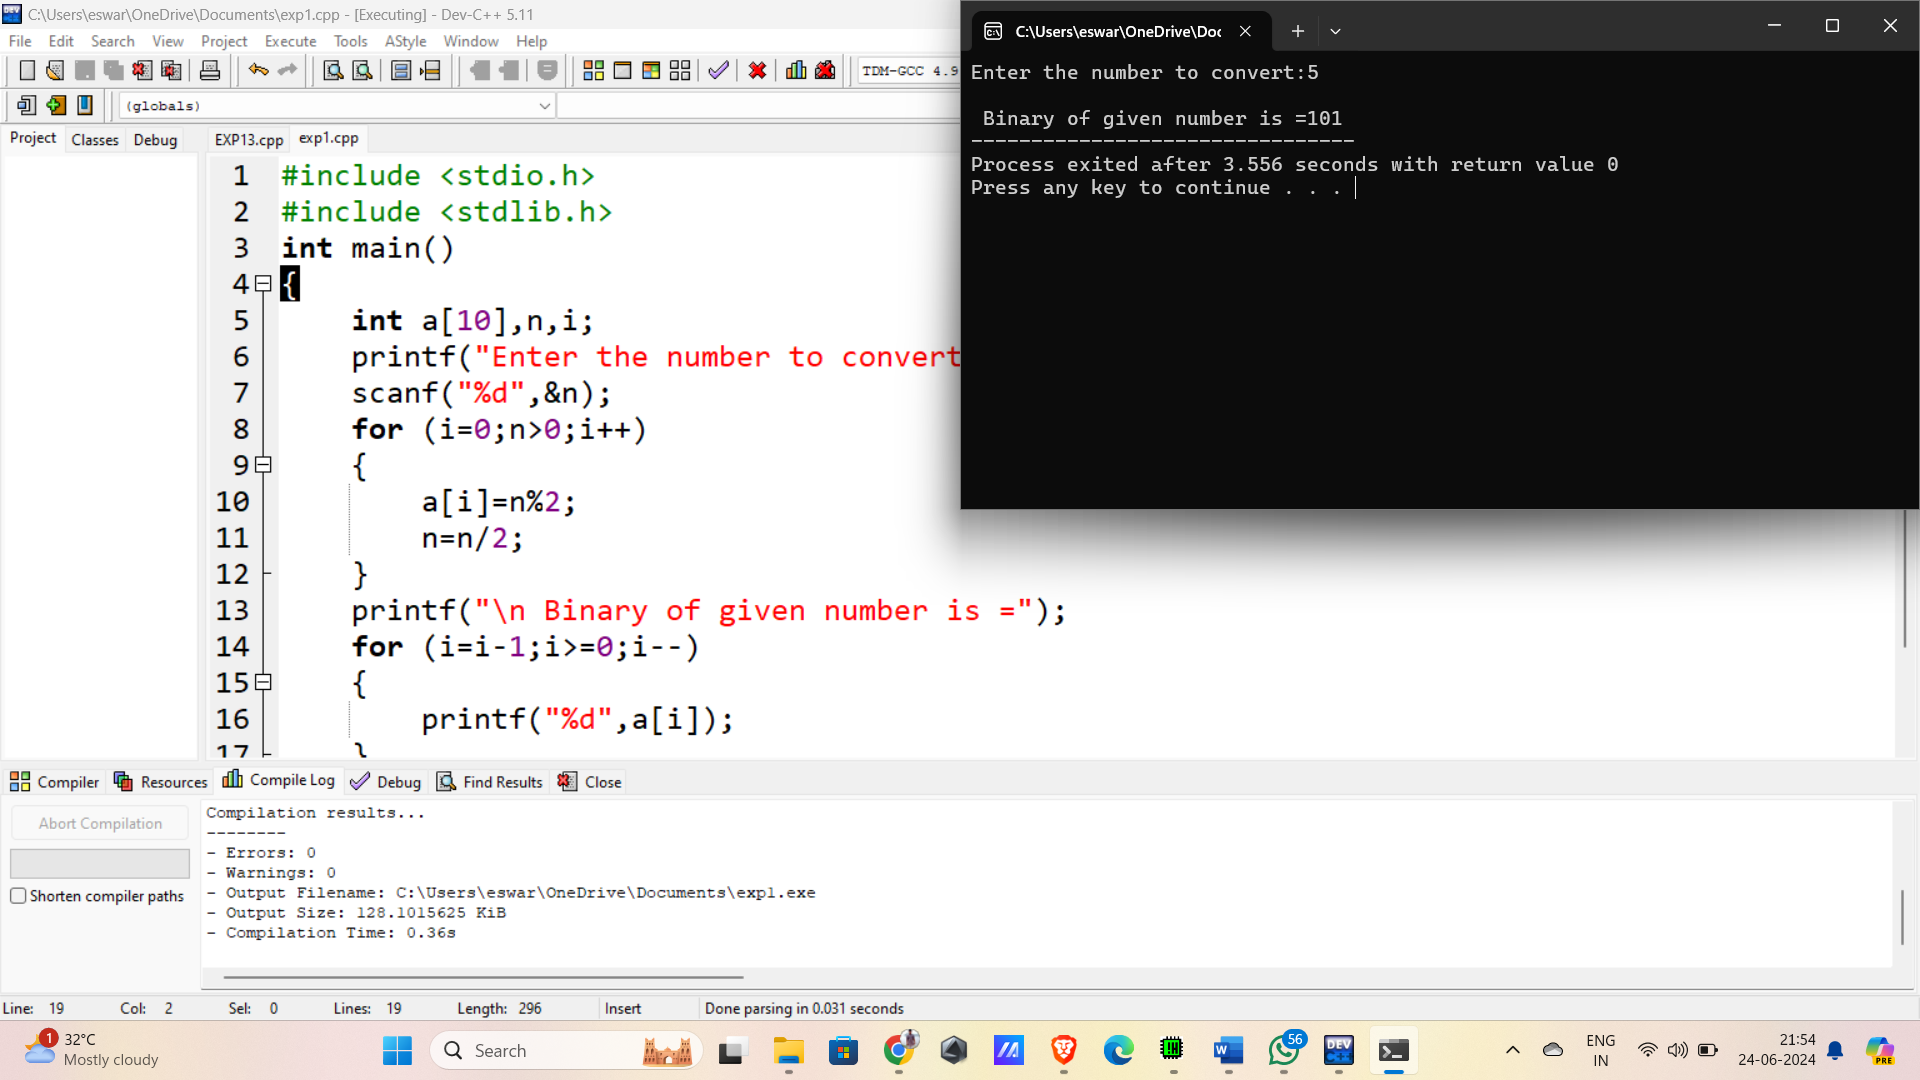 C:\Users\eswar\OneDrive\Documents\exp1.cpp - [Executing] - Dev-C++ 5.11
File Edit Search View Project Execute Tools AStyle Window Help
TDM-GCC 4.9
(globals)
Project Classes Debug
EXP13.cpp exp1.cpp
1 #include <stdio.h>
2 #include <stdlib.h>
3 int main()
4 {
5 int a[10],n,i;
6 printf("Enter the number to convert
7 scanf("%d",&n);
8 for (i=0;n>0;i++)
9 {
10 a[i]=n%2;
11 n=n/2;
12 }
13 printf("\n Binary of given number is =");
14 for (i=i-1;i>=0;i--)
15 {
16 printf("%d",a[i]);
17 }
C:\Users\eswar\OneDrive\Doc
Enter the number to convert:5
Binary of given number is =101
--------------------------------
Process exited after 3.556 seconds with return value 0
Press any key to continue . . .
Compiler Resources Compile Log Debug Find Results Close
Abort Compilation
Shorten compiler paths
Compilation results...
--------
- Errors: 0
- Warnings: 0
- Output Filename: C:\Users\eswar\OneDrive\Documents\exp1.exe
- Output Size: 128.1015625 KiB
- Compilation Time: 0.36s
Line: 19 Col: 2 Sel: 0 Lines: 19 Length: 296 Insert Done parsing in 0.031 seconds
1
32°C
Mostly cloudy
Search
56
DEV
C++
ENG
IN
21:54
24-06-2024
PRE